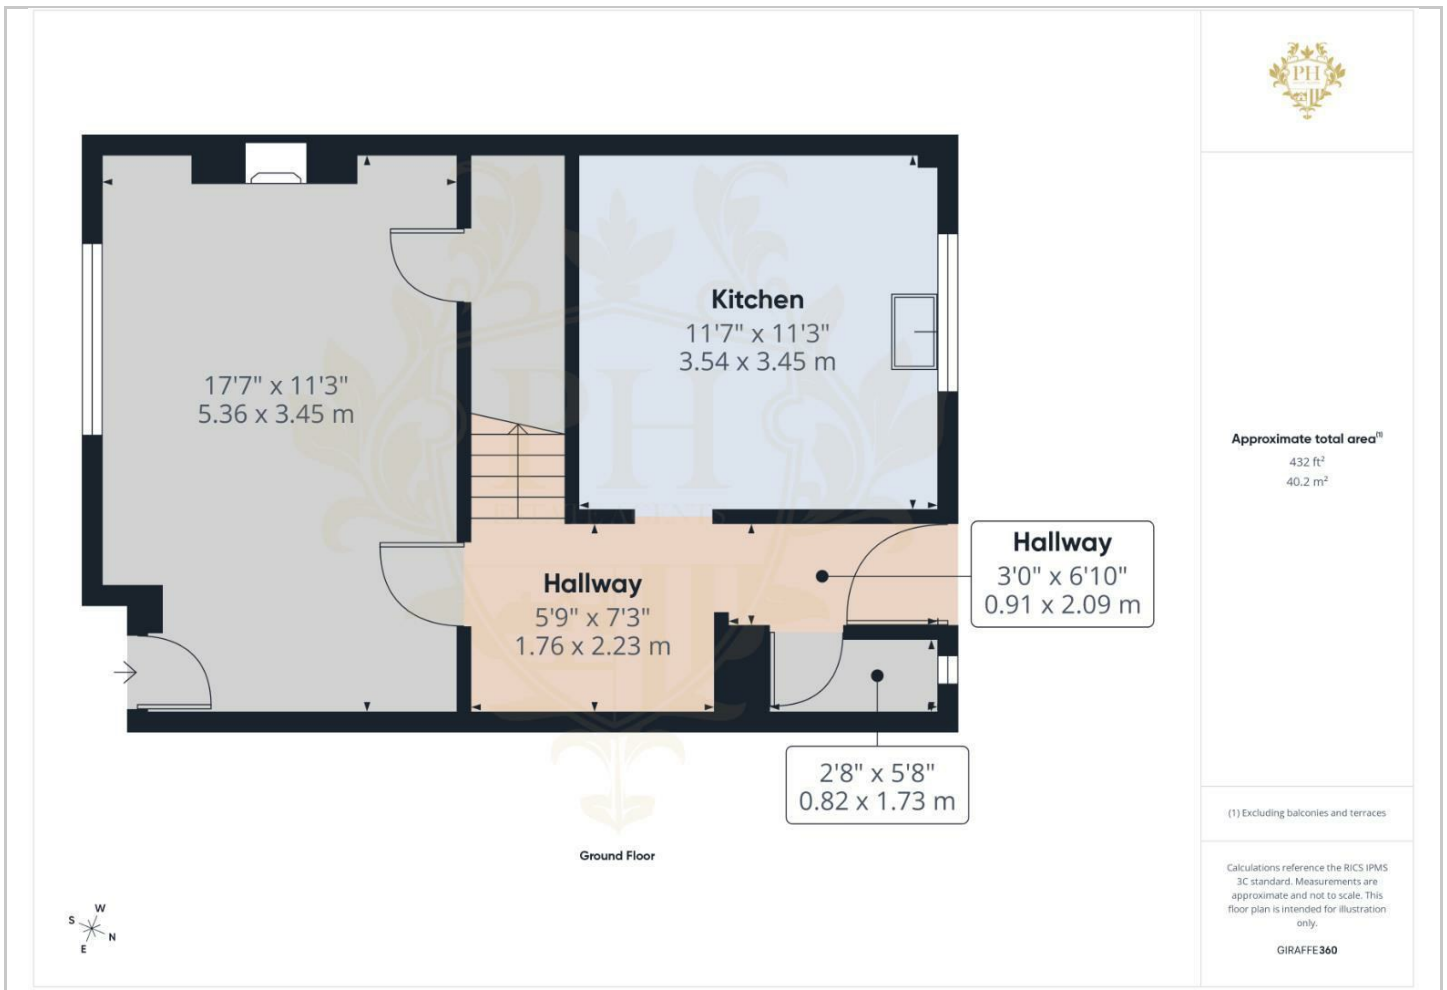 17'7" x 11'3"
5.36 x 3.45 m
Kitchen
11'7" x 11'3"
3.54 x 3.45 m
Hallway
5'9" x 7'3"
1.76 x 2.23 m
Hallway
3'0" x 6'10"
0.91 x 2.09 m
2'8" x 5'8"
0.82 x 1.73 m
Ground Floor
W
S
N
E
PH
PH
Approximate total area(1)
432 ft²
40.2 m²
(1) Excluding balconies and terraces
Calculations reference the RICS IPMS
3C standard. Measurements are
approximate and not to scale. This
floor plan is intended for illustration
only.
GIRAFFE360